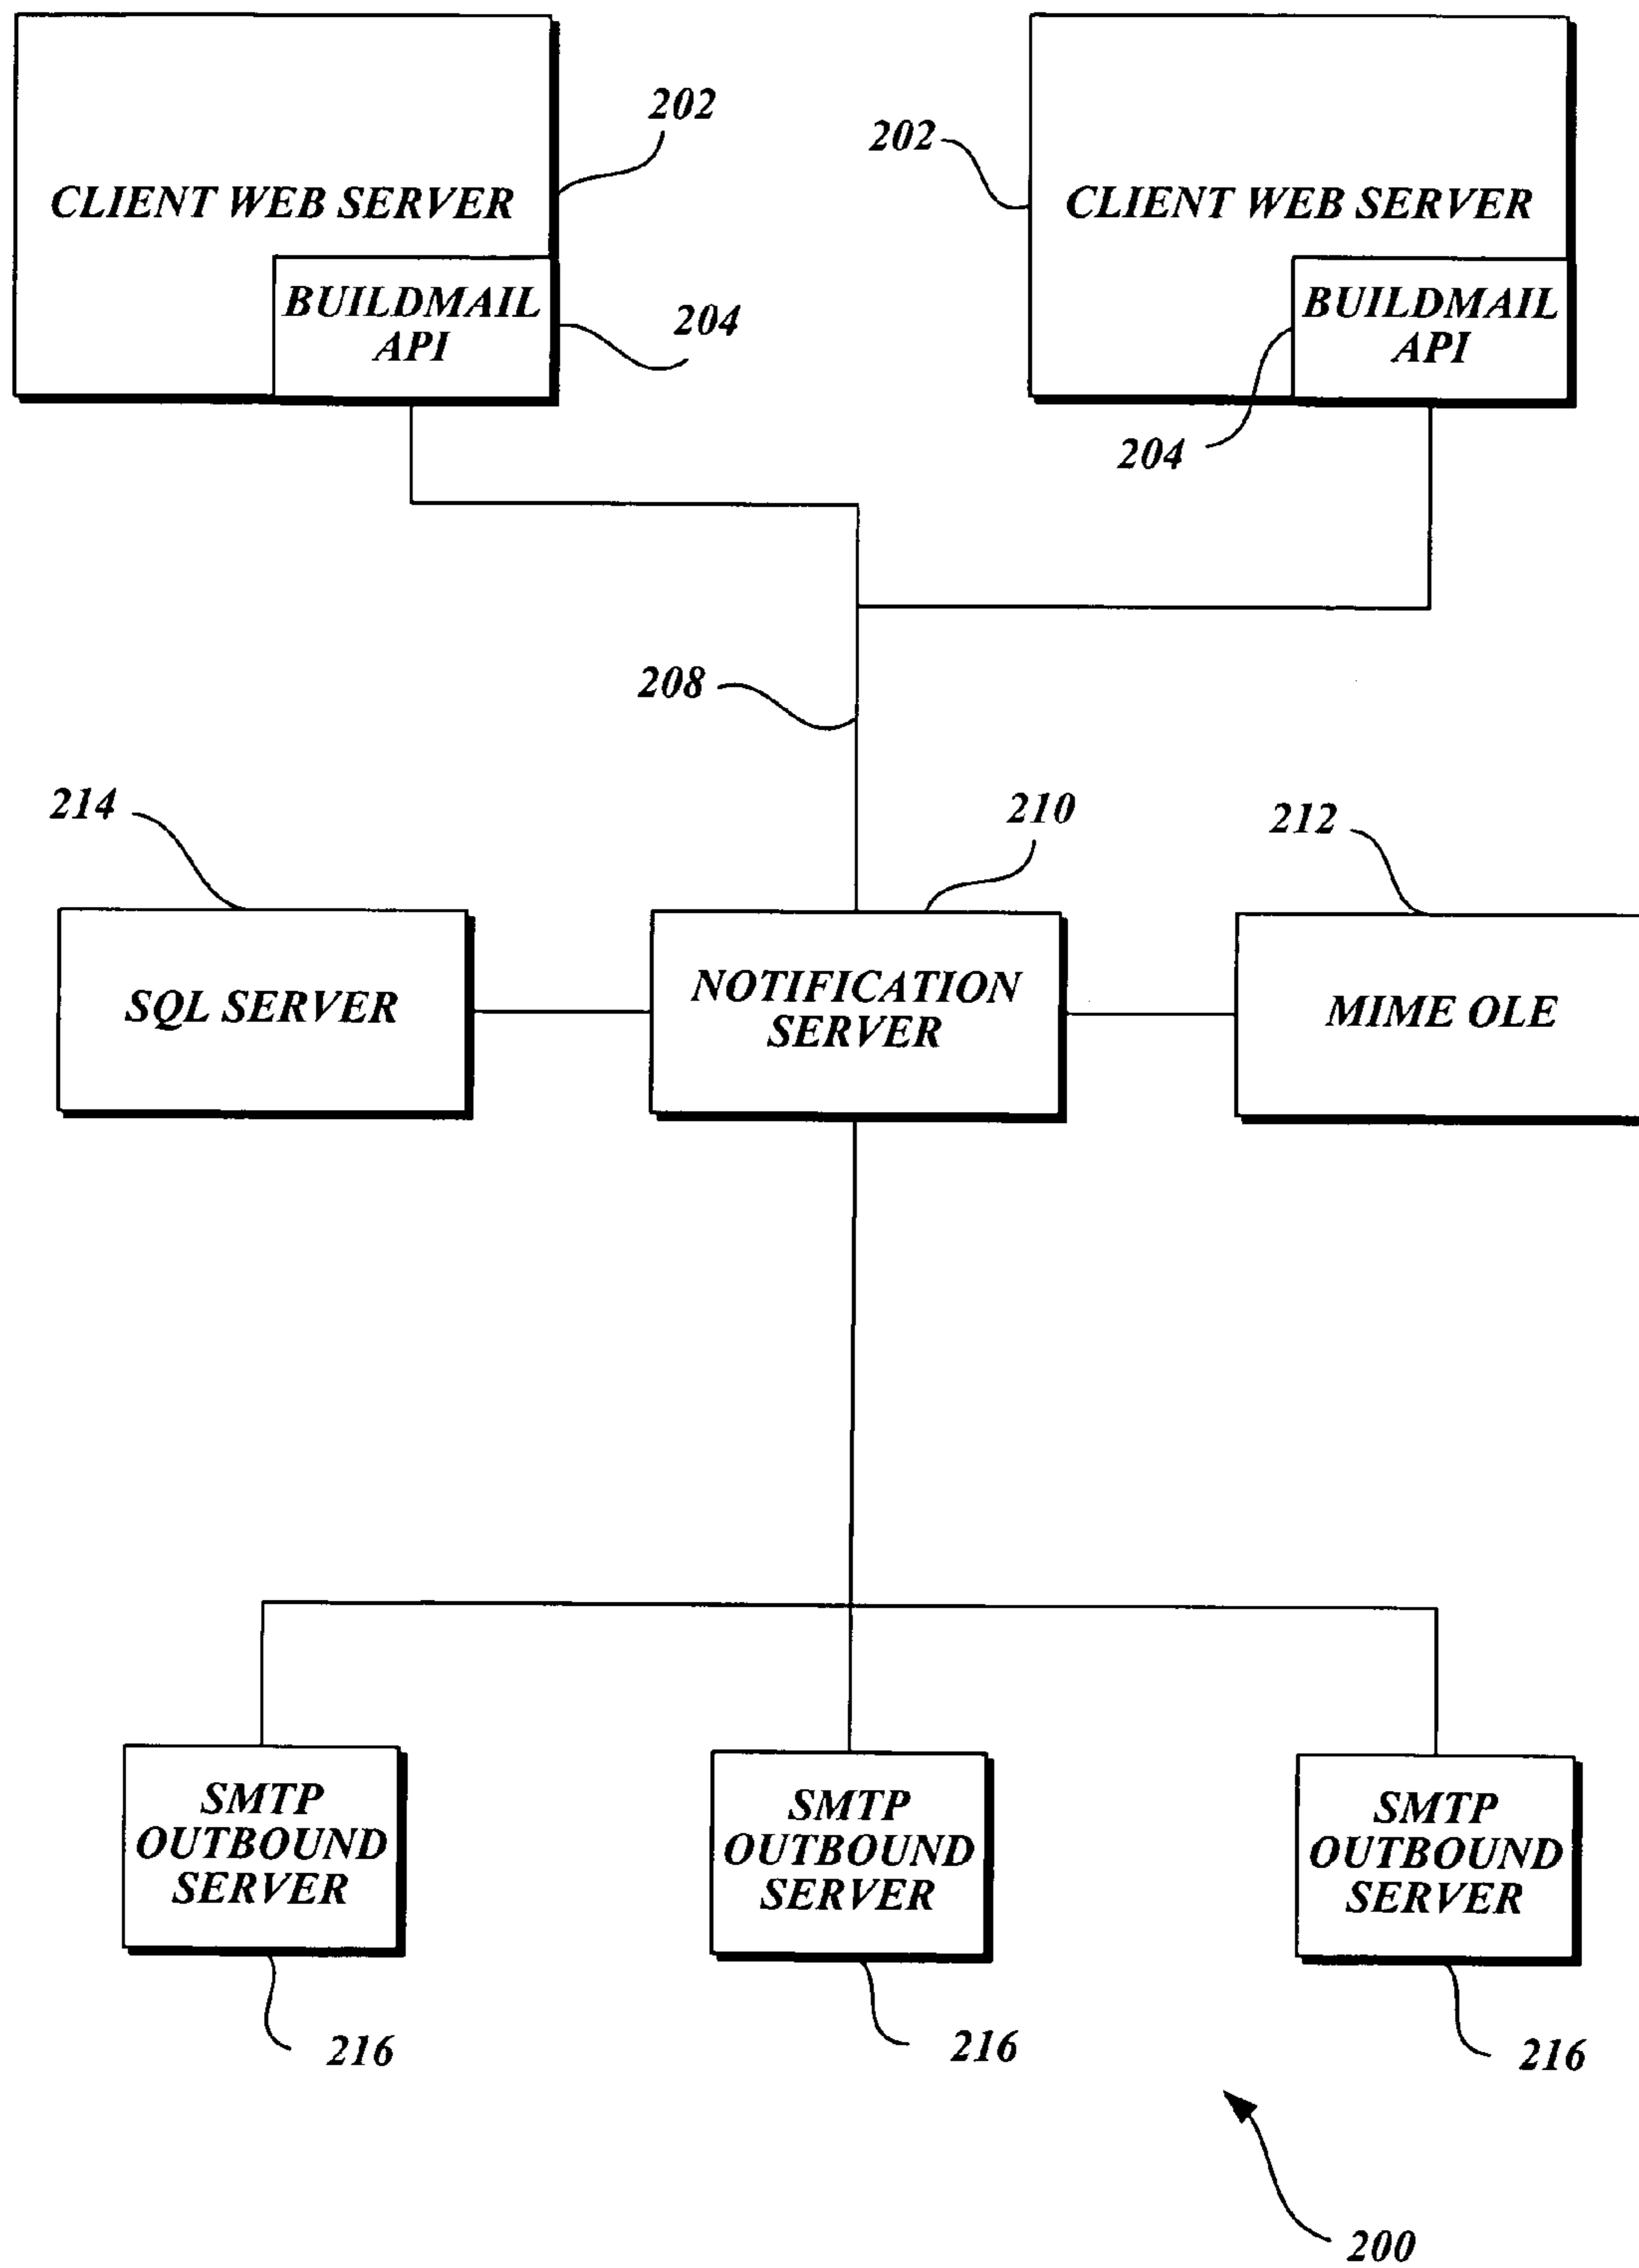 202
202
CLIENT WEB SERVER
CLIENT WEB SERVER
BUILDMAIL
API
204
BUILDMAIL
API
204
208
214
210
212
SQL SERVER
NOTIFICATION
SERVER
MIME OLE
SMTP
OUTBOUND
SERVER
SMTP
OUTBOUND
SERVER
SMTP
OUTBOUND
SERVER
216
216
216
200